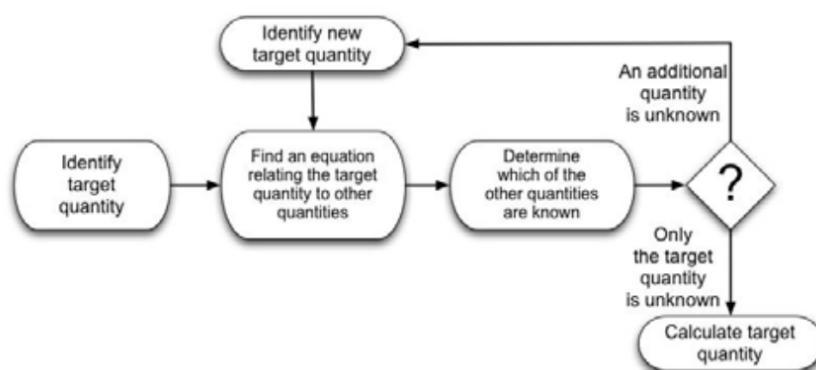 Identify new
target quantity
An additional
quantity
is unknown
Identify
target
quantity
Find an equation
relating the target
quantity to other
quantities
Determine
which of the
other quantities
are known
?
Only
the target
quantity
is unknown
Calculate target
quantity